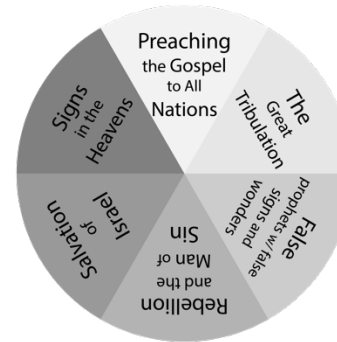 Preaching
the Gospel
to All
Nations
The
Great
Tribulation
False
prophets w/ false
signs and
wonders
Rebellion
and the
Man of
Sin
Salvation
of
Israel
Signs
in the
Heavens